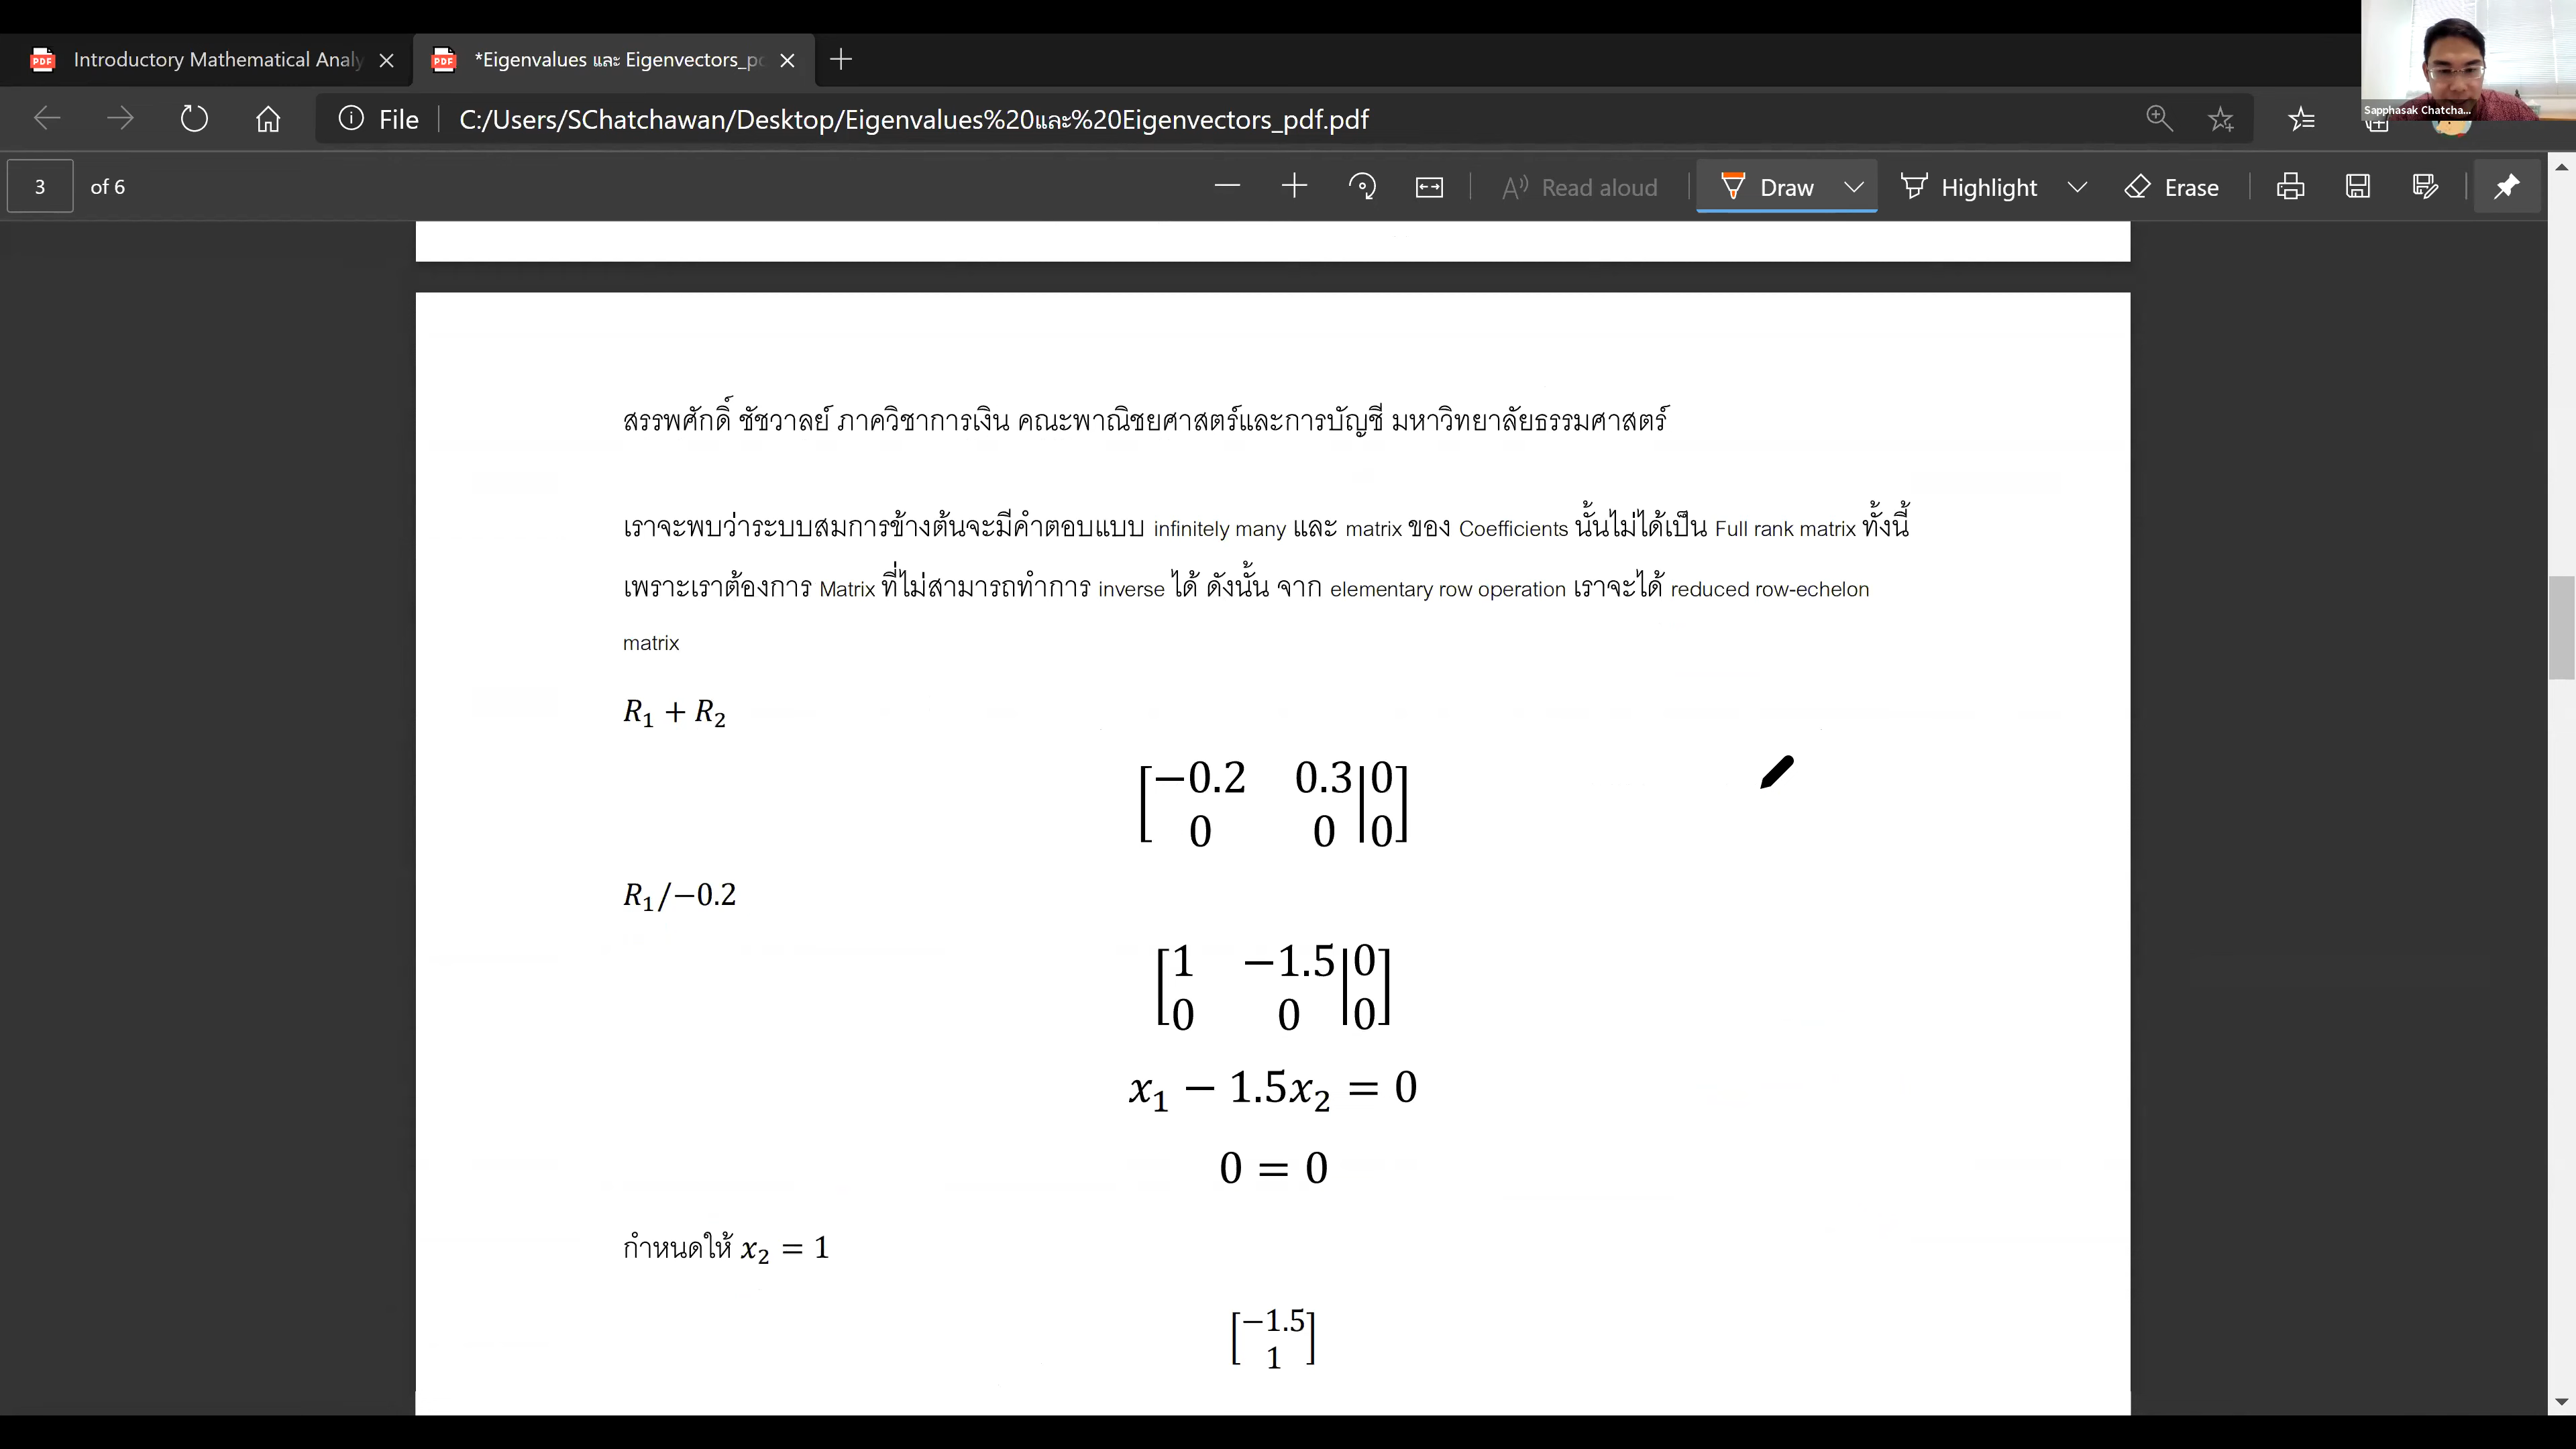 Introductory Mathematical Analy
*Eigenvalues และ Eigenvectors_p
File
C:/Users/SChatchawan/Desktop/Eigenvalues%20และ%20Eigenvectors_pdf.pdf
Sapphasak Chatcha...
3 of 6
Read aloud
Draw
Highlight
Erase
สรรพศักดิ์ ชัชวาลย์ ภาควิชาการเงิน คณะพาณิชยศาสตร์และการบัญชี มหาวิทยาลัยธรรมศาสตร์
เราจะพบว่าระบบสมการข้างต้นจะมีคำตอบแบบ infinitely many และ matrix ของ Coefficients นั้นไม่ได้เป็น Full rank matrix ทั้งนี้
เพราะเราต้องการ Matrix ที่ไม่สามารถทำการ inverse ได้ ดังนั้น จาก elementary row operation เราจะได้ reduced row-echelon
matrix
R₁ + R₂
[−0.2 0.3|0]
[0 0|0]
R₁/−0.2
[1 −1.5|0]
[0 0|0]
x₁ − 1.5x₂ = 0
0 = 0
กำหนดให้ x₂ = 1
[−1.5]
[1]